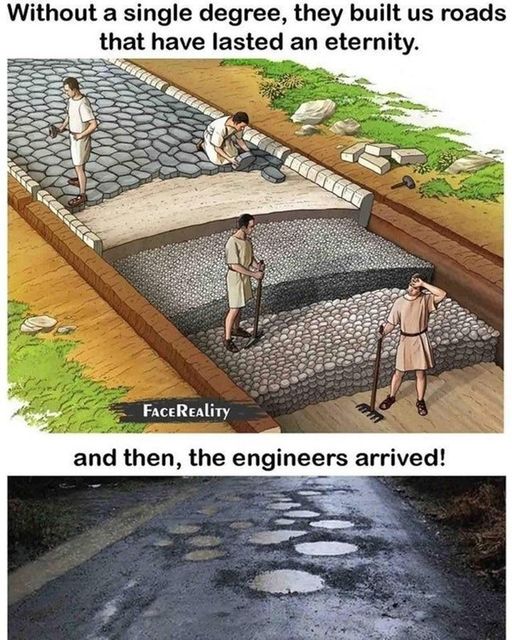 Without a single degree, they built us roads
that have lasted an eternity.
FACEREALITY
and then, the engineers arrived!